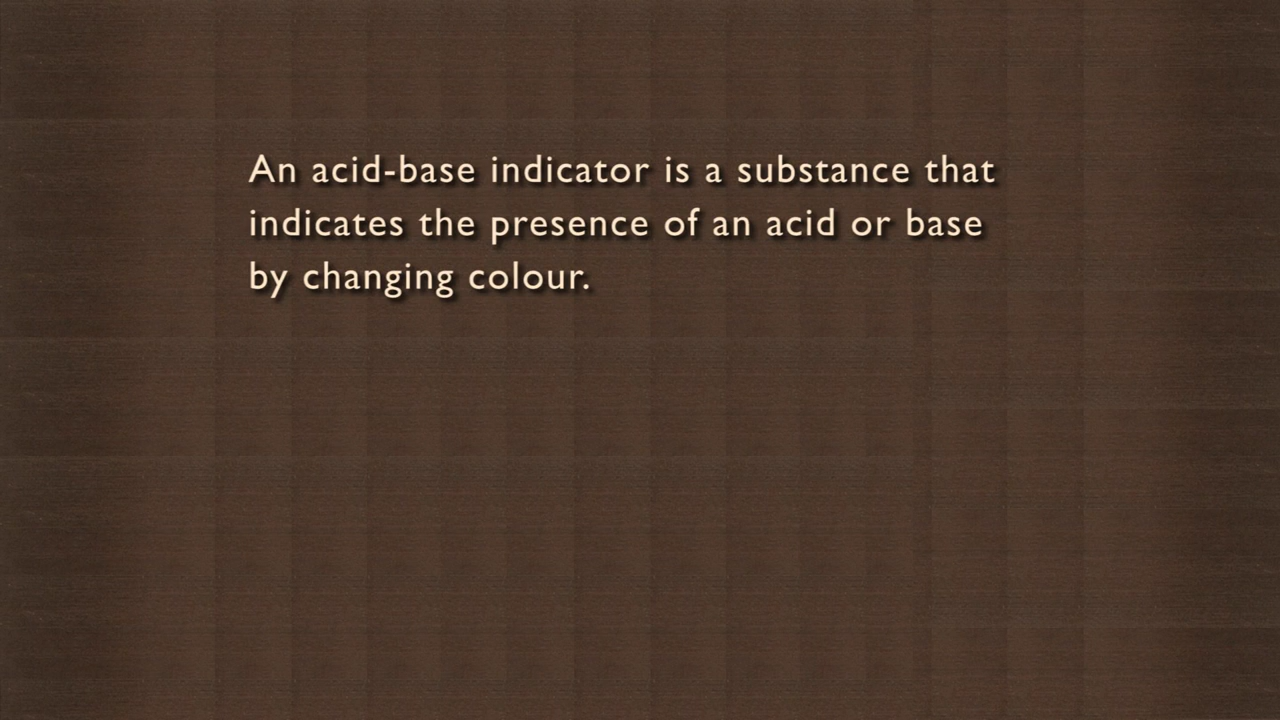 An acid-base indicator is a substance that
indicates the presence of an acid or base
by changing colour.